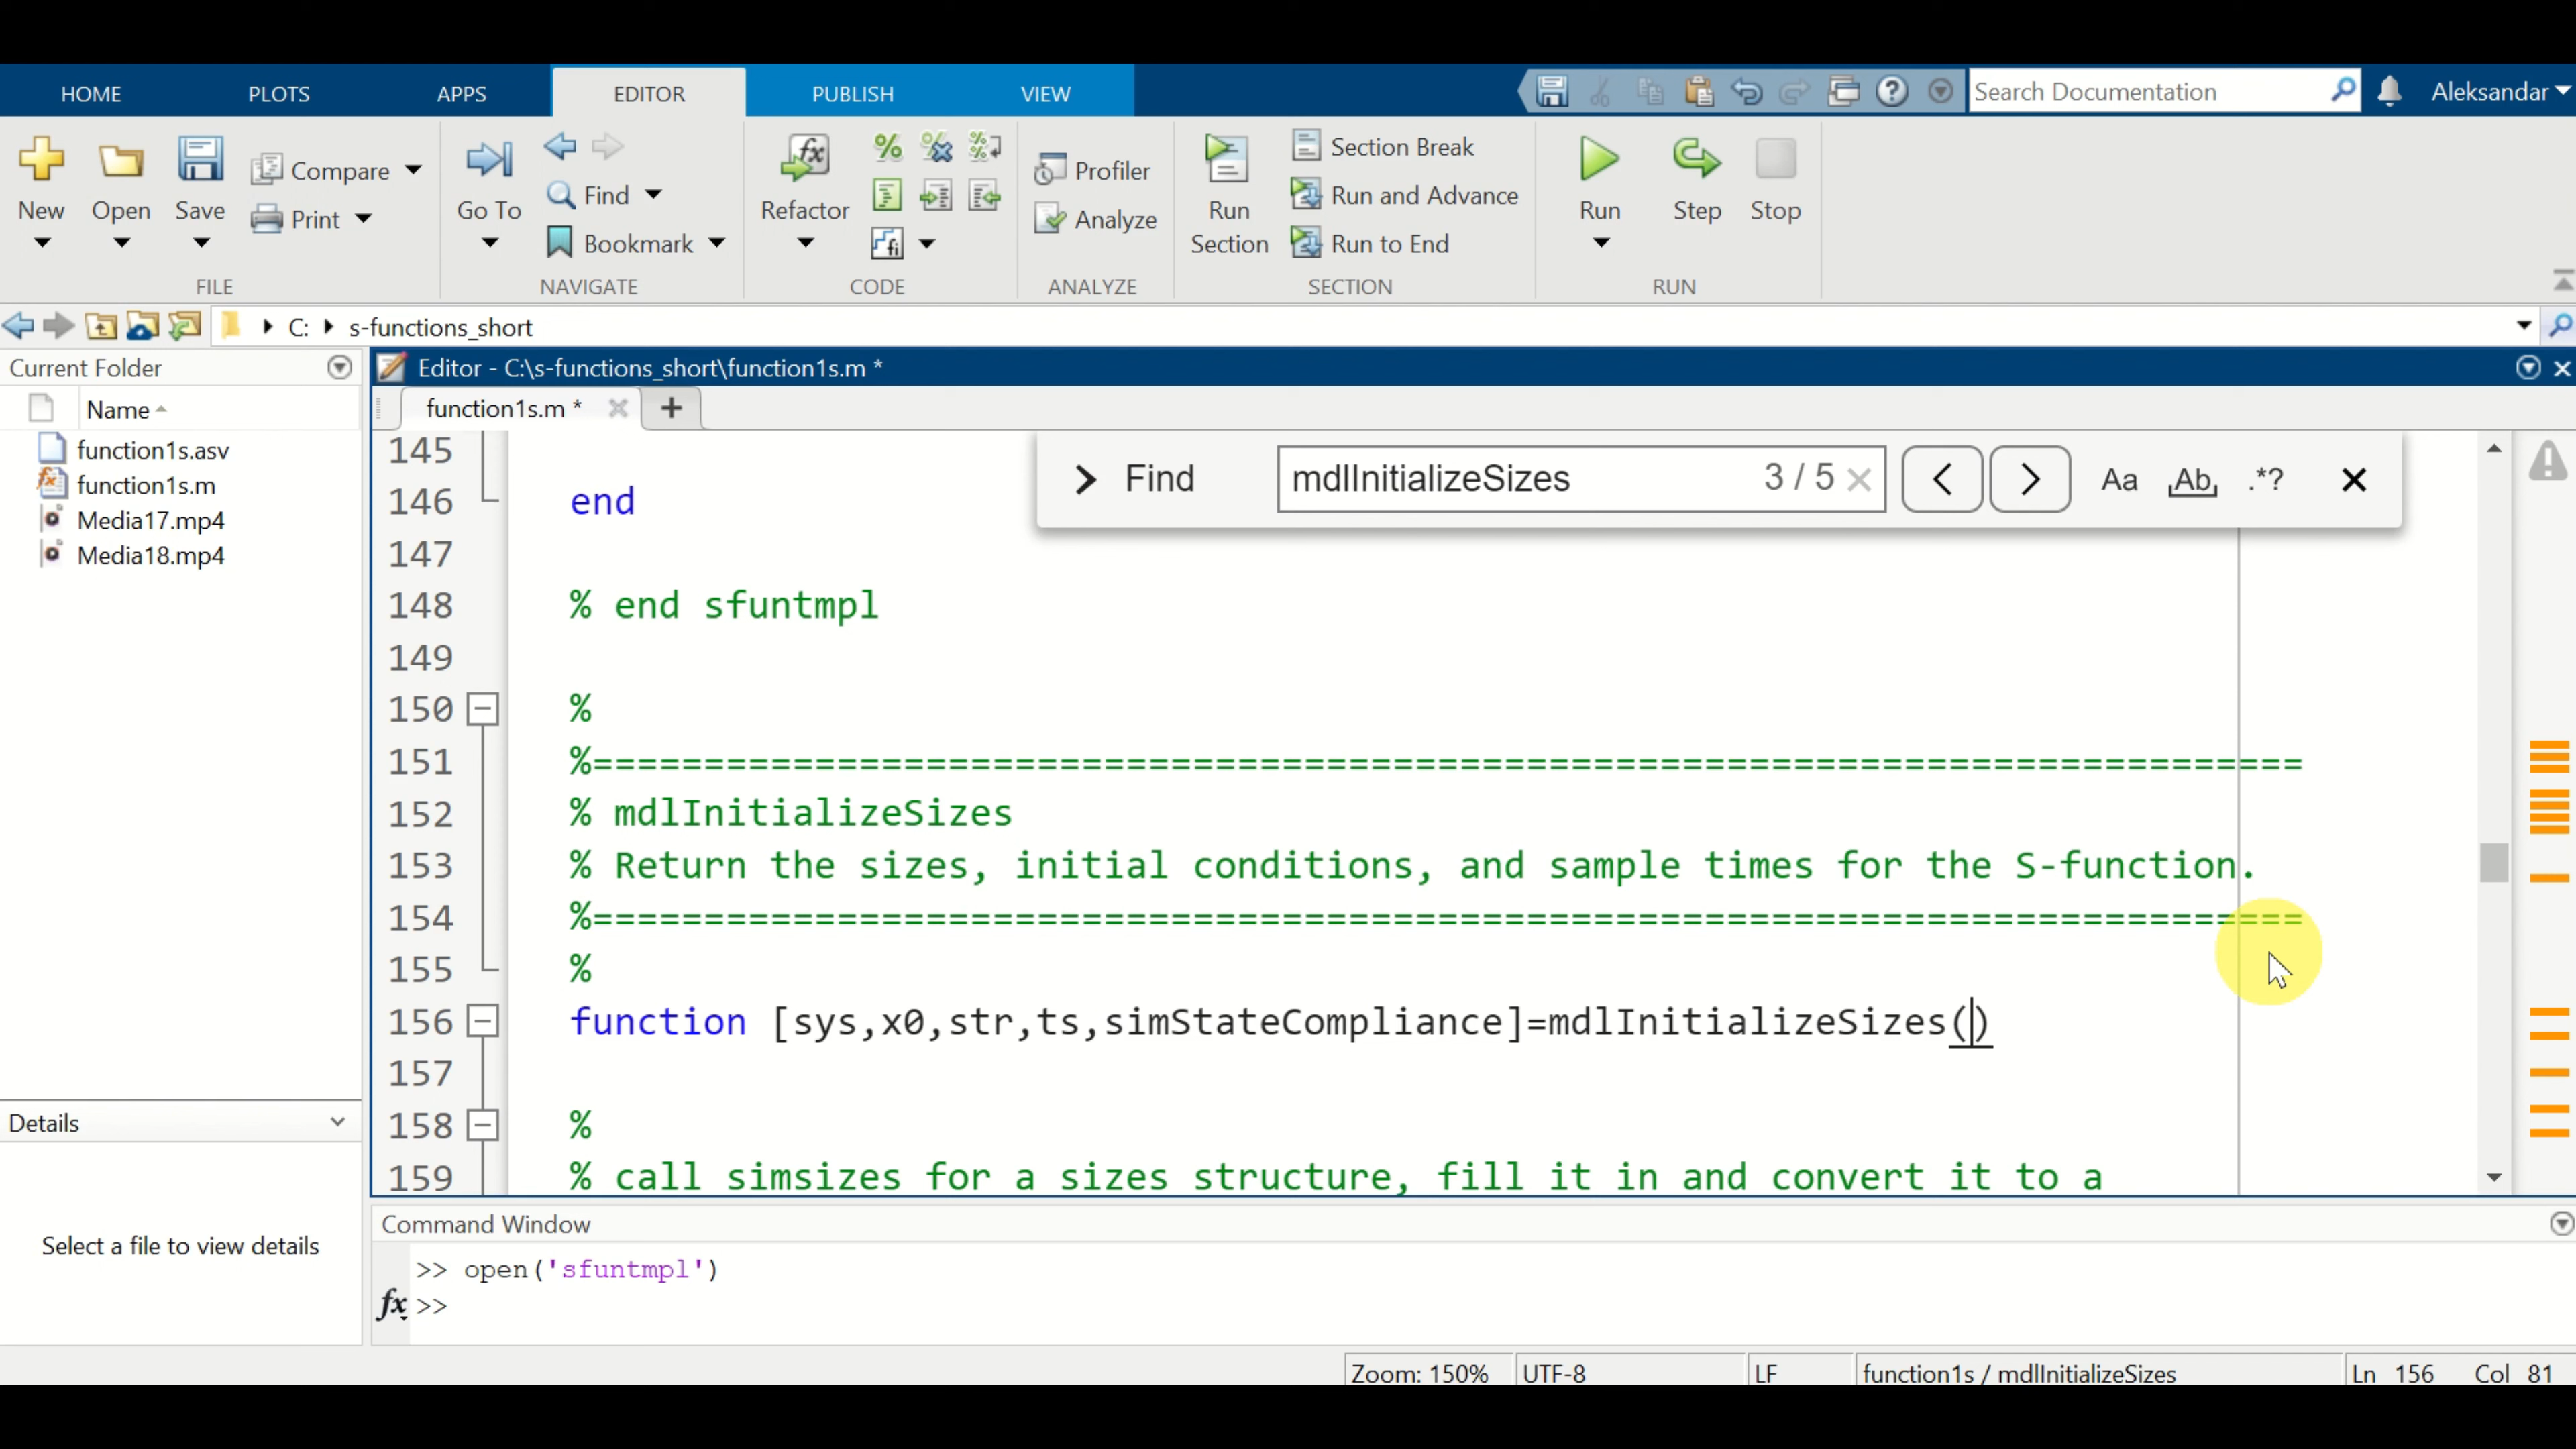 HOME PLOTS APPS EDITOR PUBLISH VIEW
Search Documentation
Aleksandar
New
Open
Save
Compare
Print
FILE
Go To
Find
Bookmark
NAVIGATE
Refactor
CODE
Profiler
Analyze
ANALYZE
Run
Section
Section Break
Run and Advance
Run to End
SECTION
Run
Step
Stop
RUN
C: s-functions_short
Current Folder
Name
function1s.asv
function1s.m
Media17.mp4
Media18.mp4
Details
Select a file to view details
Editor - C:\s-functions_short\function1s.m *
function1s.m *
Find mdlInitializeSizes 3 / 5 Aa Ab, .*?
145
146 end
147
148 % end sfuntmpl
149
150 %
151 %=============================================================================
152 % mdlInitializeSizes
153 % Return the sizes, initial conditions, and sample times for the S-function.
154 %=============================================================================
155 %
156 function [sys,x0,str,ts,simStateCompliance]=mdlInitializeSizes()
157
158 %
159 % call simsizes for a sizes structure, fill it in and convert it to a
Command Window
>> open('sfuntmpl')
fx >>
Zoom: 150% UTF-8 LF function1s / mdlInitializeSizes Ln 156 Col 81